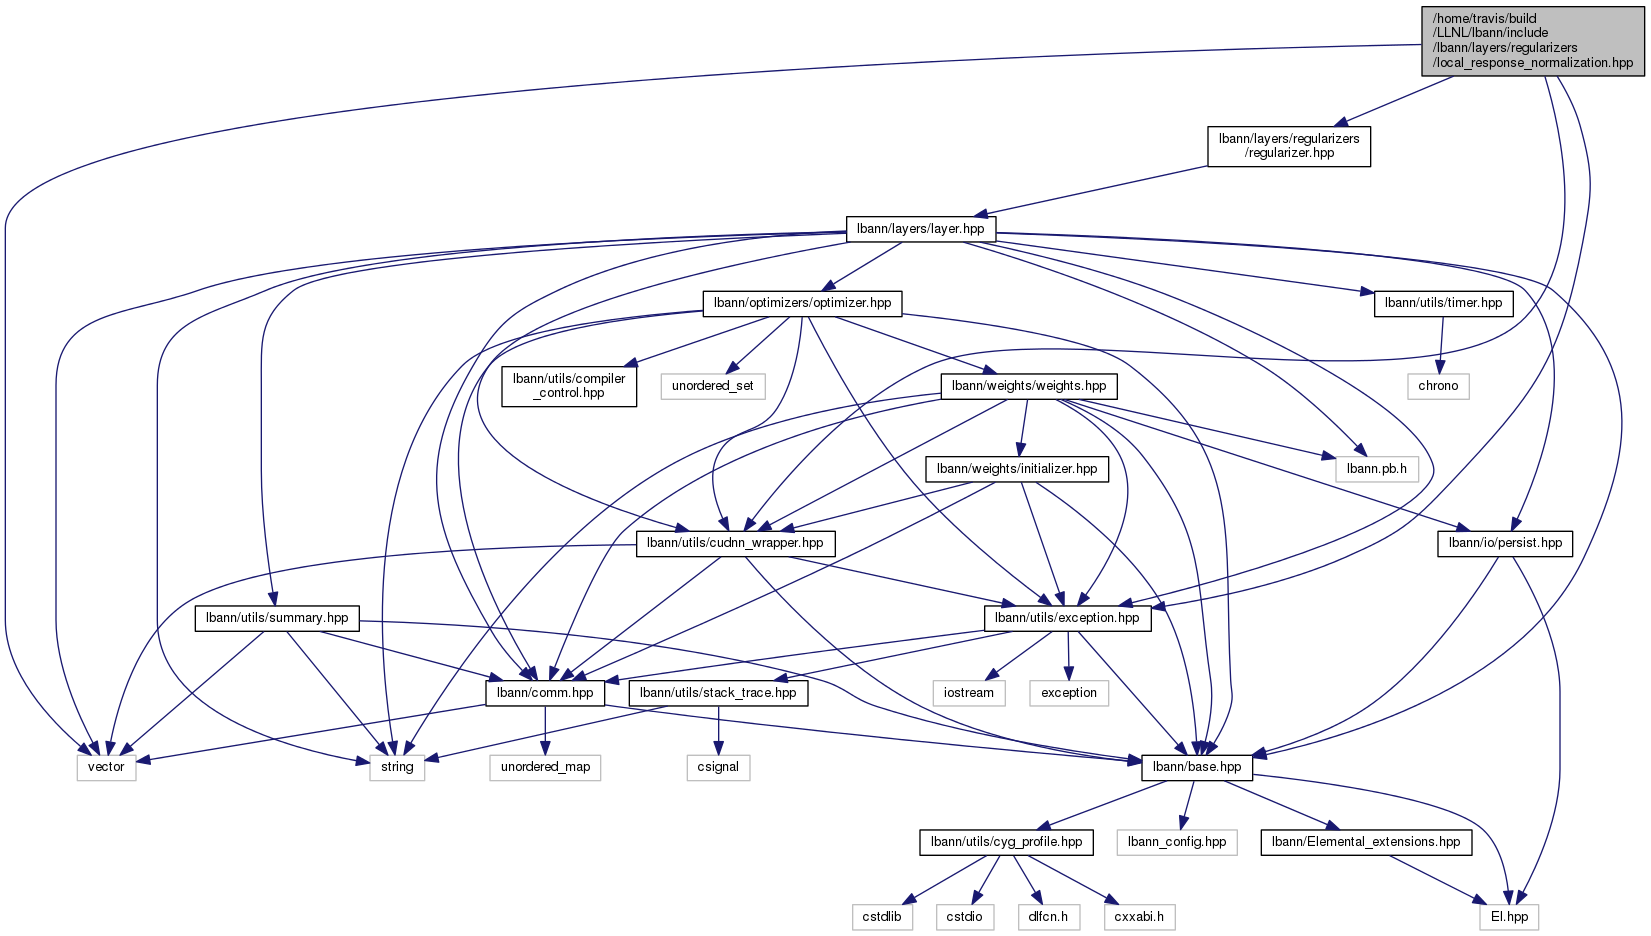 /home/travis/build
/LLNL/lbann/include
/lbann/layers/regularizers
/local_response_normalization.hpp
lbann/layers/regularizers
/regularizer.hpp
lbann/layers/layer.hpp
lbann/optimizers/optimizer.hpp
lbann/utils/timer.hpp
lbann/utils/compiler
_control.hpp
unordered_set
lbann/weights/weights.hpp
chrono
lbann/weights/initializer.hpp
lbann.pb.h
lbann/utils/cudnn_wrapper.hpp
lbann/io/persist.hpp
lbann/utils/summary.hpp
lbann/utils/exception.hpp
lbann/comm.hpp
lbann/utils/stack_trace.hpp
iostream
exception
vector
string
unordered_map
csignal
lbann/base.hpp
lbann/utils/cyg_profile.hpp
lbann_config.hpp
lbann/Elemental_extensions.hpp
cstdlib
cstdio
dlfcn.h
cxxabi.h
El.hpp